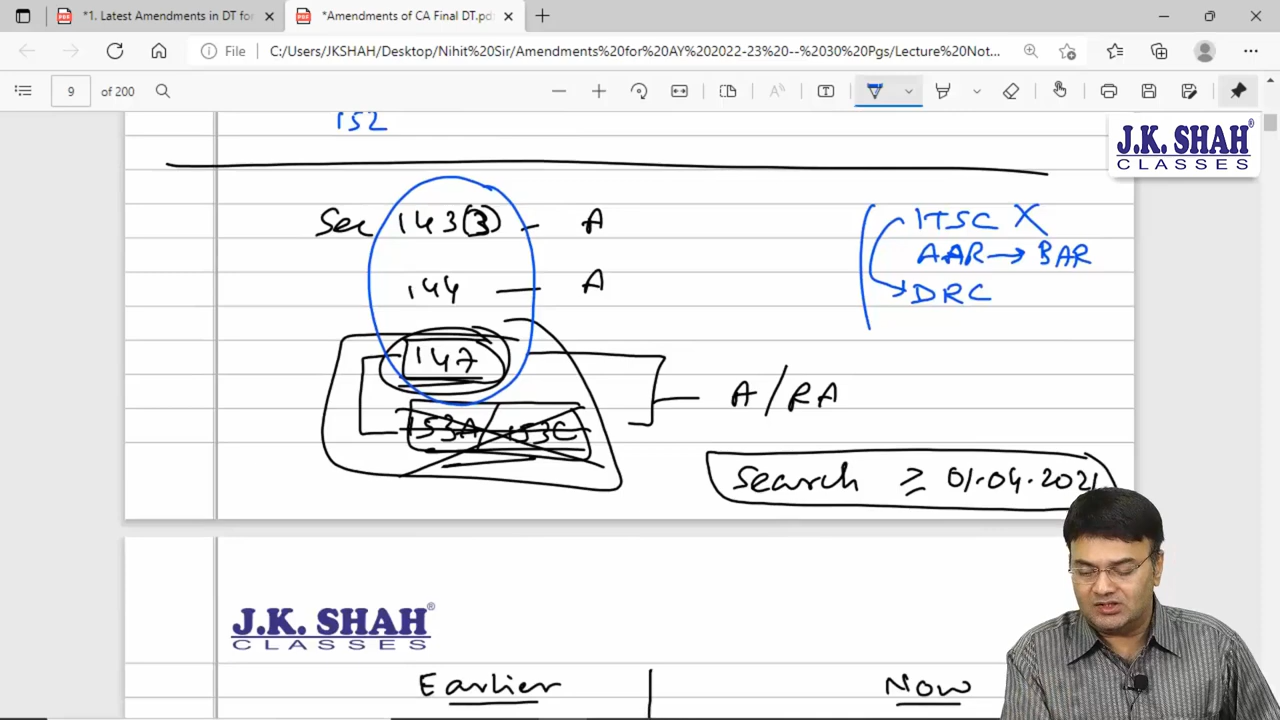 *1. Latest Amendments in DT for
*Amendments of CA Final DT.pd
File
C:/Users/JKSHAH/Desktop/Nihit%20Sir/Amendments%20for%20AY%202022-23%20--%2030%20Pgs/Lecture%20Not...
9 of 200
152
J.K. SHAH®
CLASSES
Sec 143(3) - A
ITSC X
AAR → BAR
144 — A
DRC
147
A/RA
153A/153C
Search ≥ 01.04.2021
J.K. SHAH®
CLASSES
Earlier
Now